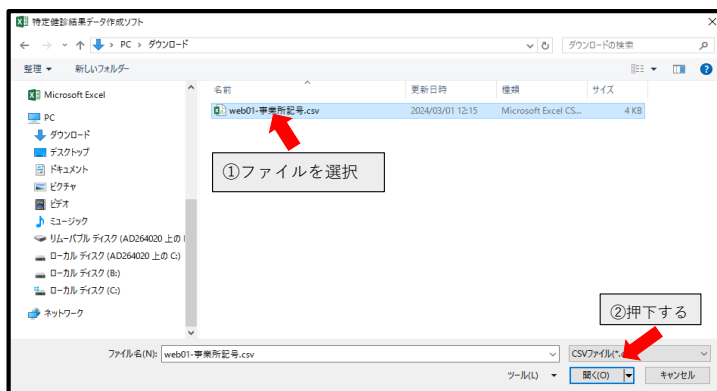 特定健診結果データ作成ソフト
PC › ダウンロード
ダウンロードの検索
整理 新しいフォルダー
Microsoft Excel
PC
ダウンロード
デスクトップ
ドキュメント
ピクチャ
ビデオ
ミュージック
リムーバブル ディスク (AD264020 上の
ローカル ディスク (AD264020 上の C:)
ローカル ディスク (B:)
ローカル ディスク (C:)
ネットワーク
名前 更新日時 種類 サイズ
web01-事業所記号.csv 2024/03/01 12:15 Microsoft Excel CS... 4 KB
①ファイルを選択
②押下する
ファイル名(N): web01-事業所記号.csv
CSVファイル(*.
ツール(L) 開く(O) キャンセル